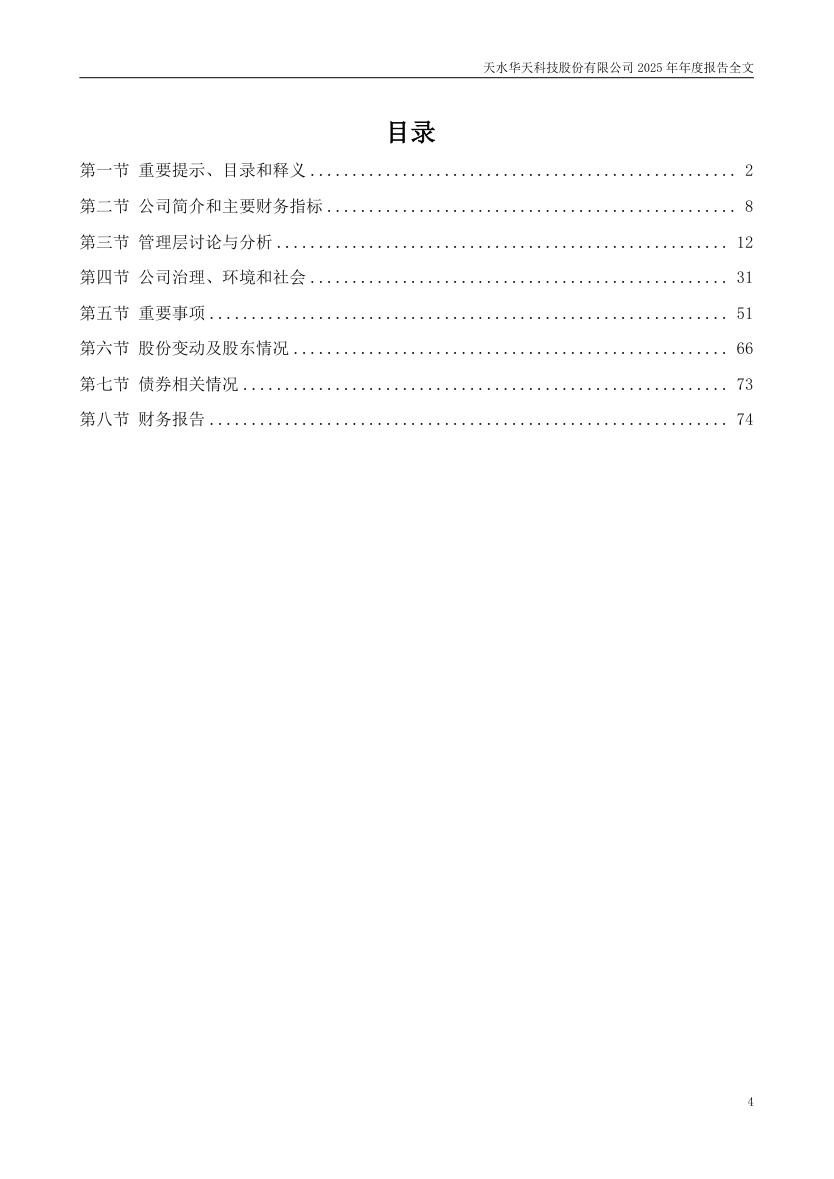 天水华天科技股份有限公司 2025 年年度报告全文
目录
第一节 重要提示、目录和释义 ................................................... 2
第二节 公司简介和主要财务指标 ................................................. 8
第三节 管理层讨论与分析 ...................................................... 12
第四节 公司治理、环境和社会 .................................................. 31
第五节 重要事项 .............................................................. 51
第六节 股份变动及股东情况 .................................................... 66
第七节 债券相关情况 .......................................................... 73
第八节 财务报告 .............................................................. 74
4